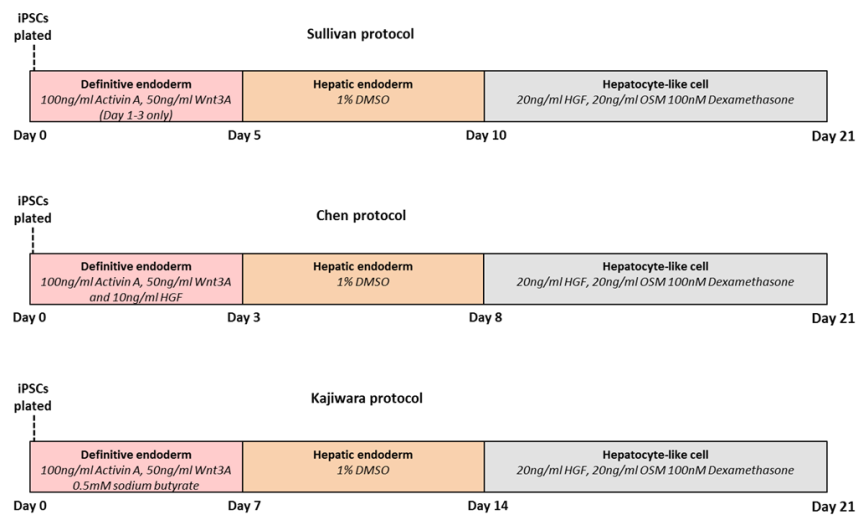 iPSCs
plated
Sullivan protocol
Definitive endoderm
100ng/ml Activin A, 50ng/ml Wnt3A
(Day 1-3 only)
Hepatic endoderm
1% DMSO
Hepatocyte-like cell
20ng/ml HGF, 20ng/ml OSM 100nM Dexamethasone
Day 0
Day 5
Day 10
Day 21
iPSCs
plated
Chen protocol
Definitive endoderm
100ng/ml Activin A, 50ng/ml Wnt3A
and 10ng/ml HGF
Hepatic endoderm
1% DMSO
Hepatocyte-like cell
20ng/ml HGF, 20ng/ml OSM 100nM Dexamethasone
Day 0
Day 3
Day 8
Day 21
iPSCs
plated
Kajiwara protocol
Definitive endoderm
100ng/ml Activin A, 50ng/ml Wnt3A
0.5mM sodium butyrate
Hepatic endoderm
1% DMSO
Hepatocyte-like cell
20ng/ml HGF, 20ng/ml OSM 100nM Dexamethasone
Day 0
Day 7
Day 14
Day 21